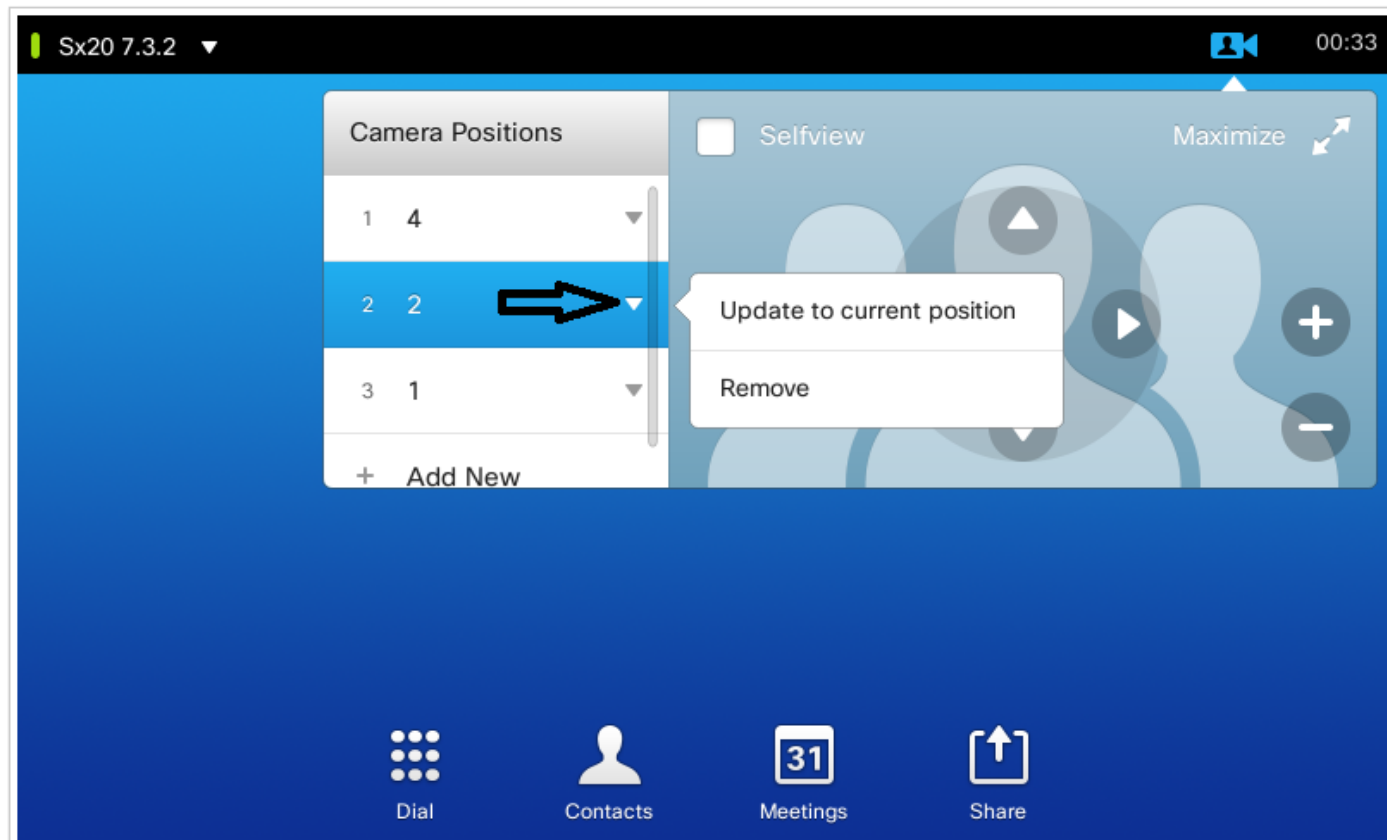 Sx20 7.3.2
00:33
Camera Positions
Selfview
Maximize
1 4
2 2
3 1
+ Add New
Update to current position
Remove
31
Dial
Contacts
Meetings
Share